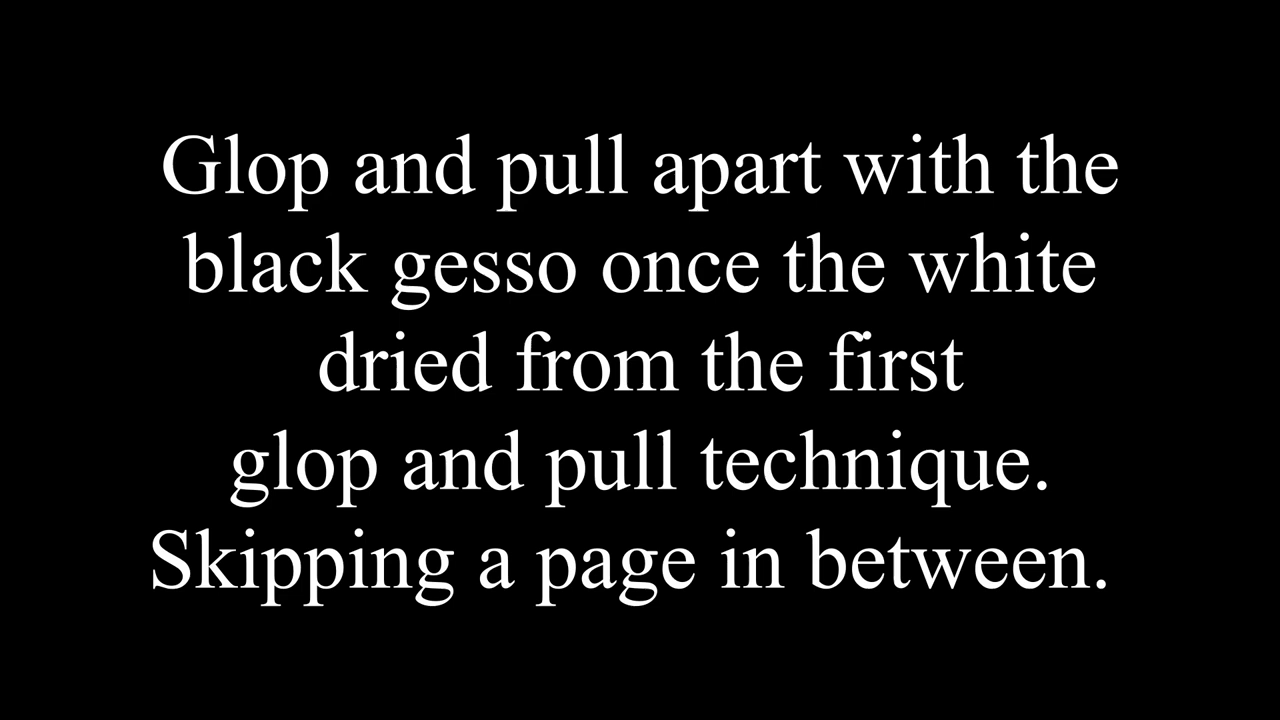 Glop and pull apart with the
black gesso once the white
dried from the first
glop and pull technique.
Skipping a page in between.